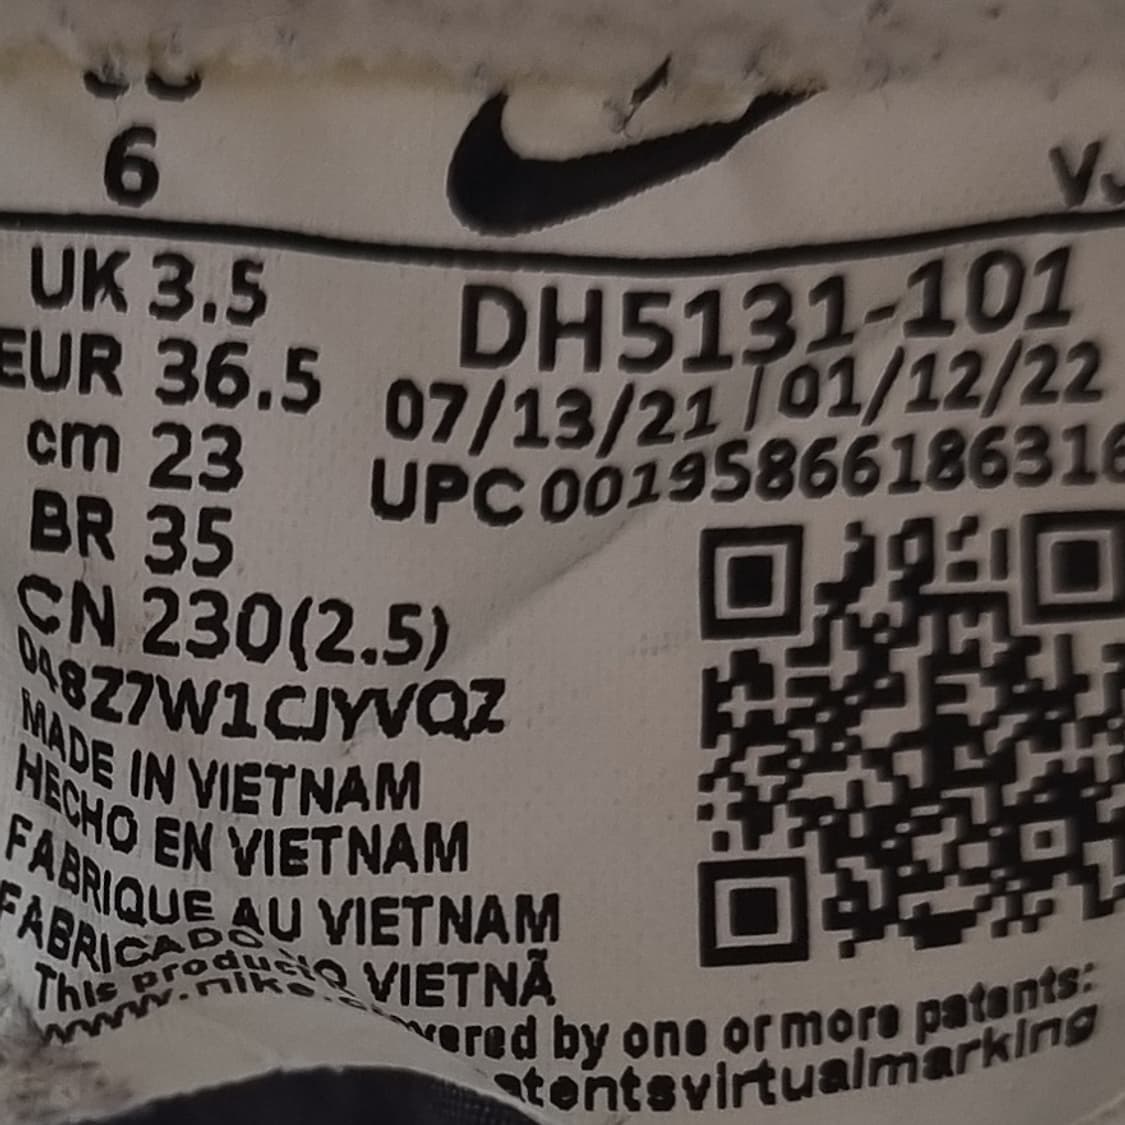 6
UK 3.5
EUR 36.5
cm 23
BR 35
CN 230(2.5)
048Z7W1CJYVQZ
MADE IN VIETNAM
HECHO EN VIETNAM
FABRIQUE AU VIETNAM
FABRICADO VIETNÃ
DH5131-101
07/13/21 / 01/12/22
UPC 00195866186316
This product by one or more patents:
www.nike.